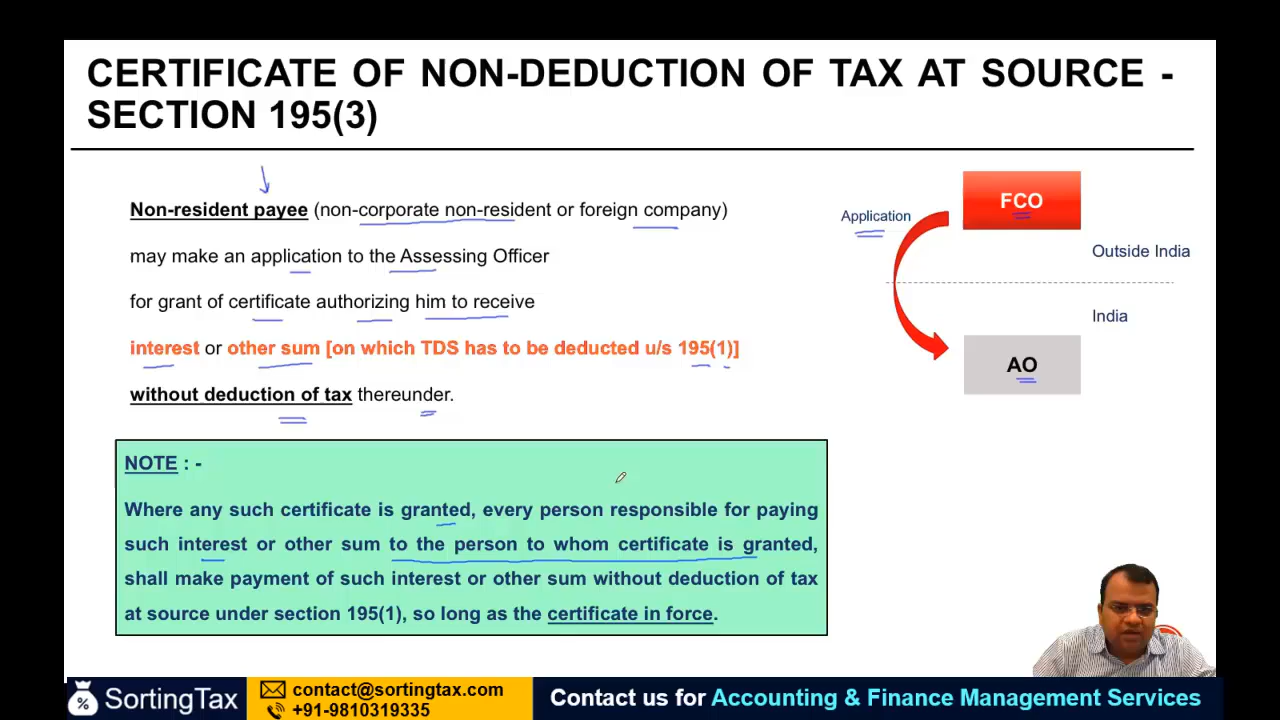 CERTIFICATE OF NON-DEDUCTION OF TAX AT SOURCE -
SECTION 195(3)
Non-resident payee (non-corporate non-resident or foreign company)
may make an application to the Assessing Officer
for grant of certificate authorizing him to receive
interest or other sum [on which TDS has to be deducted u/s 195(1)]
without deduction of tax thereunder.
FCO
Application
Outside India
India
AO
NOTE : -
Where any such certificate is granted, every person responsible for paying
such interest or other sum to the person to whom certificate is granted,
shall make payment of such interest or other sum without deduction of tax
at source under section 195(1), so long as the certificate in force.
% SortingTax
contact@sortingtax.com
+91-9810319335
Contact us for Accounting & Finance Management Services